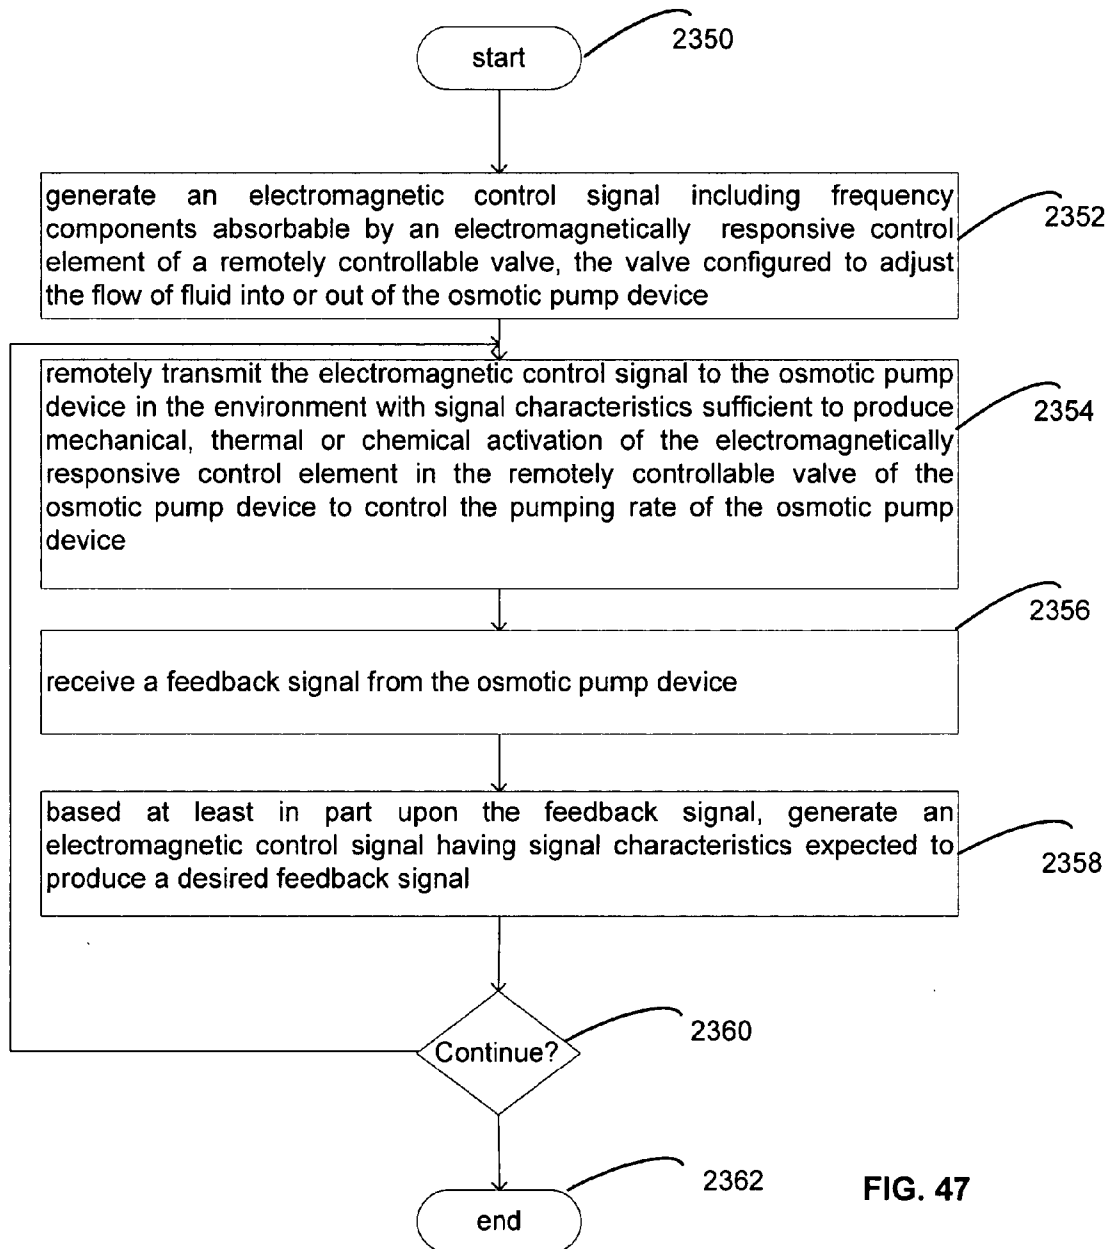 2350
start
generate an electromagnetic control signal including frequency
components absorbable by an electromagnetically responsive control
element of a remotely controllable valve, the valve configured to adjust
the flow of fluid into or out of the osmotic pump device
2352
remotely transmit the electromagnetic control signal to the osmotic pump
device in the environment with signal characteristics sufficient to produce
mechanical, thermal or chemical activation of the electromagnetically
responsive control element in the remotely controllable valve of the
osmotic pump device to control the pumping rate of the osmotic pump
device
2354
2356
receive a feedback signal from the osmotic pump device
based at least in part upon the feedback signal, generate an
electromagnetic control signal having signal characteristics expected to
produce a desired feedback signal
2358
2360
Continue?
2362
end
FIG. 47